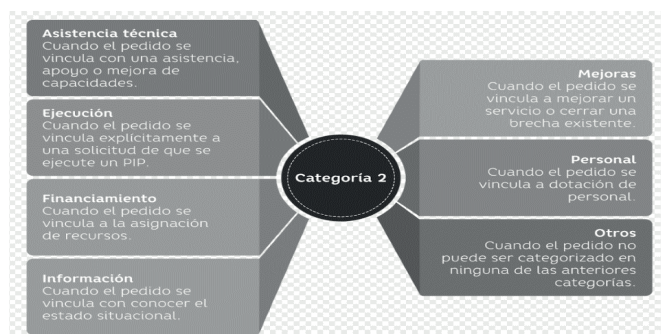 Asistencia técnica
Cuando el pedido se
vincula con una asistencia,
apoyo o mejora de
capacidades.
Ejecución
Cuando el pedido se
vincula explícitamente a
una solicitud de que se
ejecute un PIP.
Financiamiento
Cuando el pedido se
vincula a la asignación
de recursos.
Información
Cuando el pedido se
vincula con conocer el
estado situacional.
Categoría 2
Mejoras
Cuando el pedido se
vincula a mejorar un
servicio o cerrar una
brecha existente.
Personal
Cuando el pedido se
vincula a dotación de
personal.
Otros
Cuando el pedido no
puede ser categorizado en
ninguna de las anteriores
categorías.